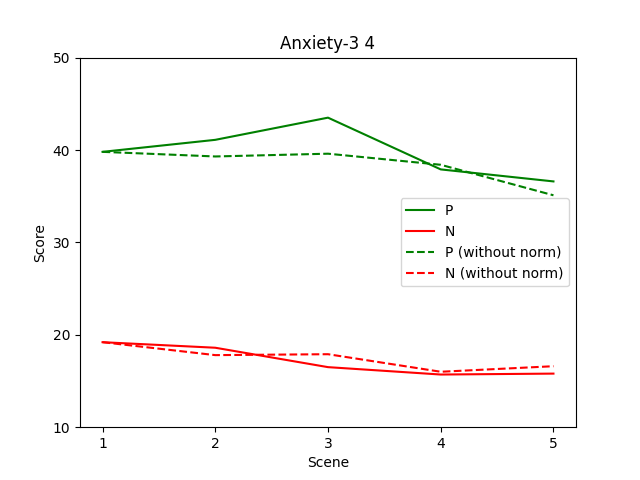 Anxiety-3 4
50
40
30
20
10
Score
P
N
P (without norm)
N (without norm)
1 2 3 4 5
Scene